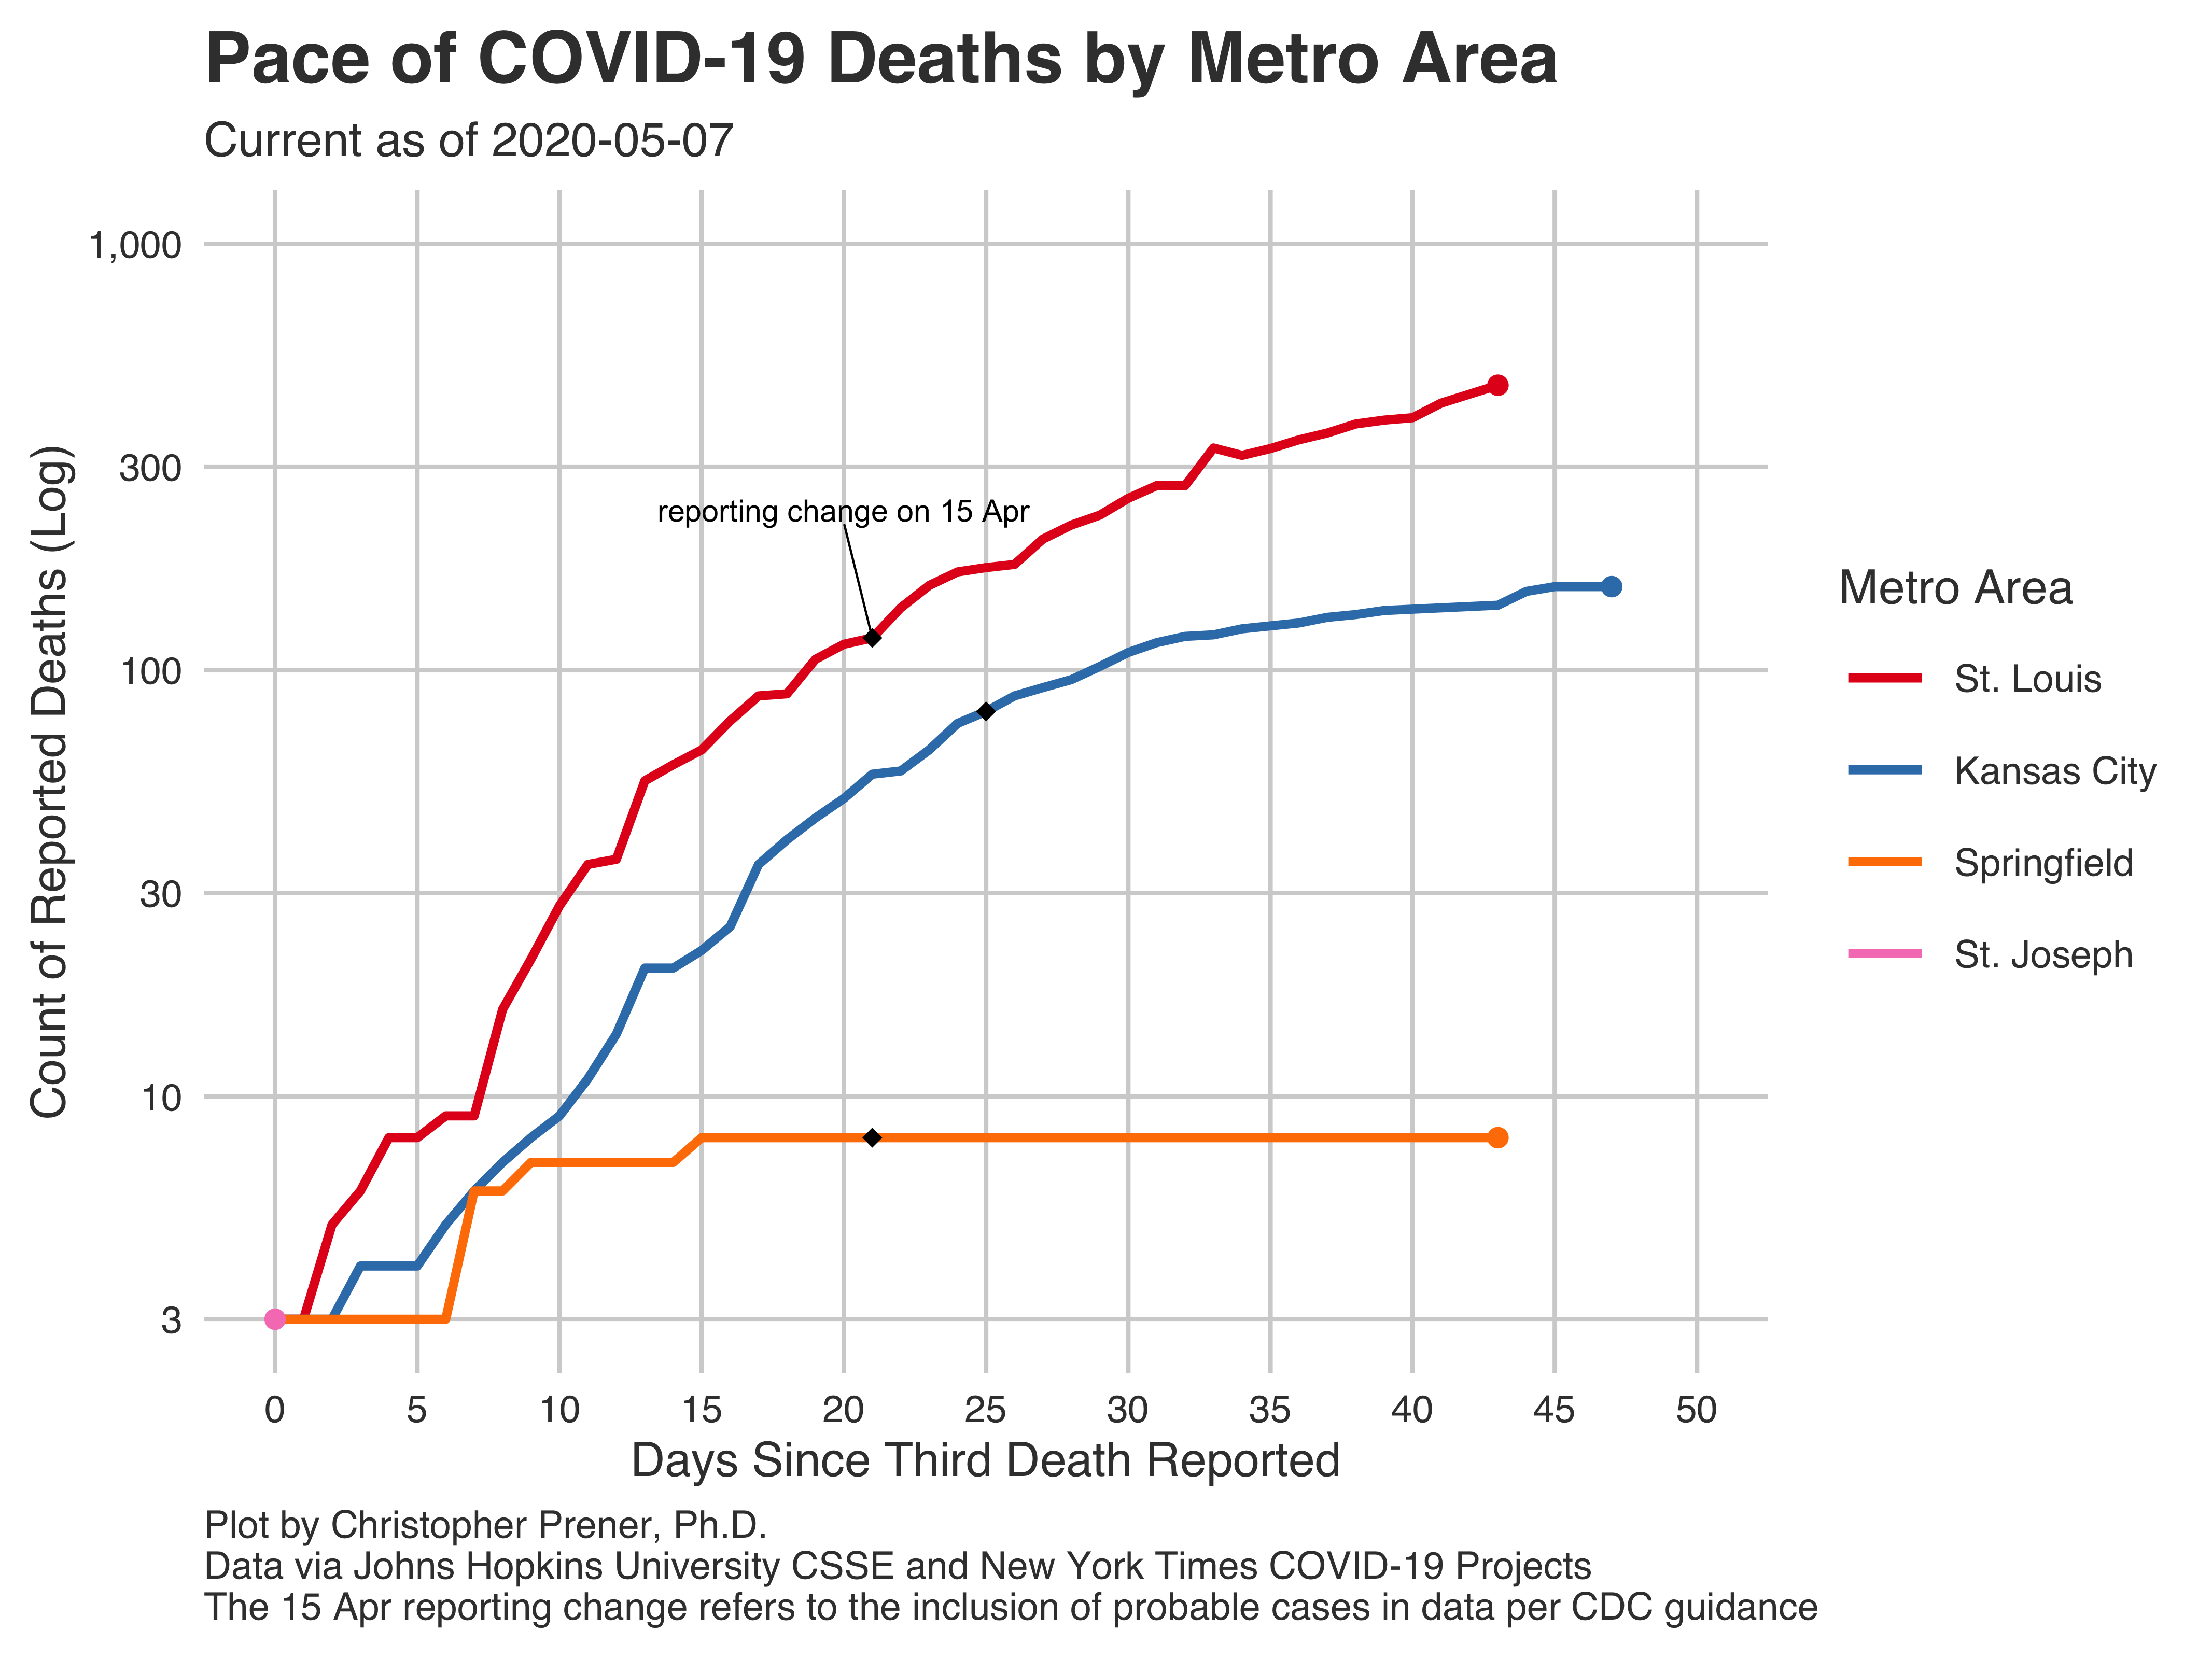 Pace of COVID-19 Deaths by Metro Area
Current as of 2020-05-07
Count of Reported Deaths (Log)
1,000
300
100
30
10
3
reporting change on 15 Apr
0 5 10 15 20 25 30 35 40 45 50
Days Since Third Death Reported
Metro Area
St. Louis
Kansas City
Springfield
St. Joseph
Plot by Christopher Prener, Ph.D.
Data via Johns Hopkins University CSSE and New York Times COVID-19 Projects
The 15 Apr reporting change refers to the inclusion of probable cases in data per CDC guidance